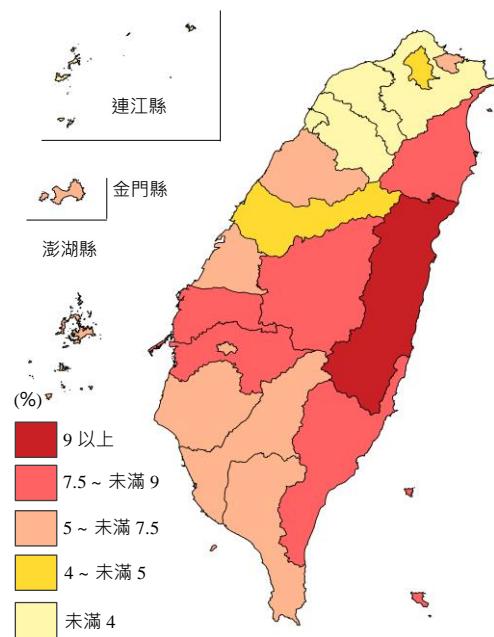 連江縣
金門縣
澎湖縣
(%)
9 以上
7.5 ~ 未滿 9
5 ~ 未滿 7.5
4 ~ 未滿 5
未滿 4